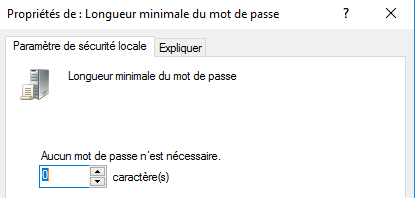 Propriétés de : Longueur minimale du mot de passe
Paramètre de sécurité locale
Expliquer
Longueur minimale du mot de passe
Aucun mot de passe n'est nécessaire.
0 caractère(s)